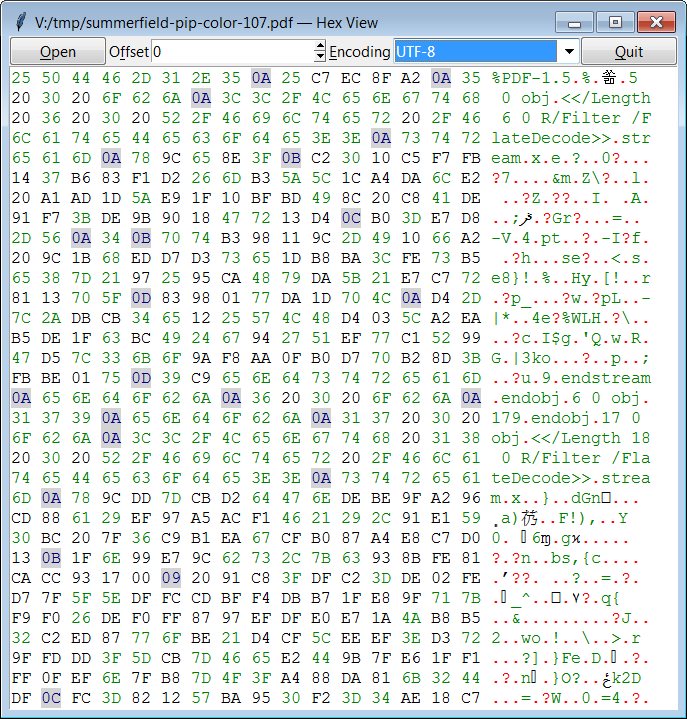 V:/tmp/summerfield-pip-color-107.pdf — Hex View
Open Offset 0 Encoding UTF-8 Quit
25 50 44 46 2D 31 2E 35 0A 25 C7 EC 8F A2 0A 35 %PDF-1.5.%.쏢.5
20 30 20 6F 62 6A 0A 3C 3C 2F 4C 65 6E 67 74 68 0 obj.<</Length
20 36 20 30 20 52 2F 46 69 6C 74 65 72 20 2F 46 6 0 R/Filter /F
6C 61 74 65 44 65 63 6F 64 65 3E 3E 0A 73 74 72 lateDecode>>.str
65 61 6D 0A 78 9C 65 8E 3F 0B C2 30 10 C5 F7 FB eam.x.e.?..0?...
14 37 B6 83 F1 D2 26 6D B3 5A 5C 1C A4 DA 6C E2 ?7....&m.Z\?..l.
20 A1 AD 1D 5A E9 1F 10 BF BD 49 8C 20 C8 41 DE ..?Z.??..I. .A.
91 F7 3B DE 9B 90 18 47 72 13 D4 0C B0 3D E7 D8 ..;.?Gr?...=..
2D 56 0A 34 0B 70 74 B3 98 11 9C 2D 49 10 66 A2 -V.4.pt..?.-I?f.
20 9C 1B 68 ED D7 D3 73 65 1D B8 BA 3C FE 73 B5 .?h...se?..<.s.
65 38 7D 21 97 25 95 CA 48 79 DA 5B 21 E7 C7 72 e8}!.%..Hy.[!..r
81 13 70 5F 0D 83 98 01 77 DA 1D 70 4C 0A D4 2D .?p_...?w.?pL..-
7C 2A DB CB 34 65 12 25 57 4C 48 D4 03 5C A2 EA |*..4e?%WLH.?\..
B5 DE 1F 63 BC 49 24 67 94 27 51 EF 77 C1 52 99 ..?c.I$g.'Q.w.R.
47 D5 7C 33 6B 6F 9A F8 AA 0F B0 D7 70 B2 8D 3B G.|3ko...?..p..;
FB BE 01 75 0D 39 C9 65 6E 64 73 74 72 65 61 6D ..?u.9.endstream
0A 65 6E 64 6F 62 6A 0A 36 20 30 20 6F 62 6A 0A .endobj.6 0 obj.
31 37 39 0A 65 6E 64 6F 62 6A 0A 31 37 20 30 20 179.endobj.17 0
6F 62 6A 0A 3C 3C 2F 4C 65 6E 67 74 68 20 31 38 obj.<</Length 18
20 30 20 52 2F 46 69 6C 74 65 72 20 2F 46 6C 61 0 R/Filter /Fla
74 65 44 65 63 6F 64 65 3E 3E 0A 73 74 72 65 61 teDecode>>.strea
6D 0A 78 9C DD 7D CB D2 64 47 6E DE BE 9F A2 96 m.x..}..dGn...
CD 88 61 29 EF 97 A5 AC F1 46 21 29 2C 91 E1 59 .a)..F!),..Y
30 BC 20 7F 36 C9 B1 EA 67 CF B0 87 A4 E8 C7 D0 0. 6ɱ.gϰ.....
13 0B 1F 6E 99 E7 9C 62 73 2C 7B 63 93 8B FE 81 ?.?n..bs,{c....
CA CC 93 17 00 09 20 91 C8 3F DF C2 3D DE 02 FE .̓??. ..?=.?.
D7 7F 5F 5E DF FC CD BF F4 DB B7 1F E8 9F 71 7B ._^...?.q{
F9 F0 26 DE F0 FF 87 97 EF DF E0 E7 1A 4A B8 B5 ..&.........?J..
32 C2 ED 87 77 6F BE 21 D4 CF 5C EE EF 3E D3 72 2...wo.!..\..>.r
9F FD DD 3F 5D CB 7D 46 65 E2 44 9B 7F E6 1F F1 ...?].}Fe.D..?.
FF 0F EF 6E 7F B8 7D 4F 3F A4 88 DA 81 6B 32 44 .?.n.}O?..ځk2D
DF 0C FC 3D 82 12 57 BA 95 30 F2 3D 34 AE 18 C7 ...=.?W..0.=4.?.